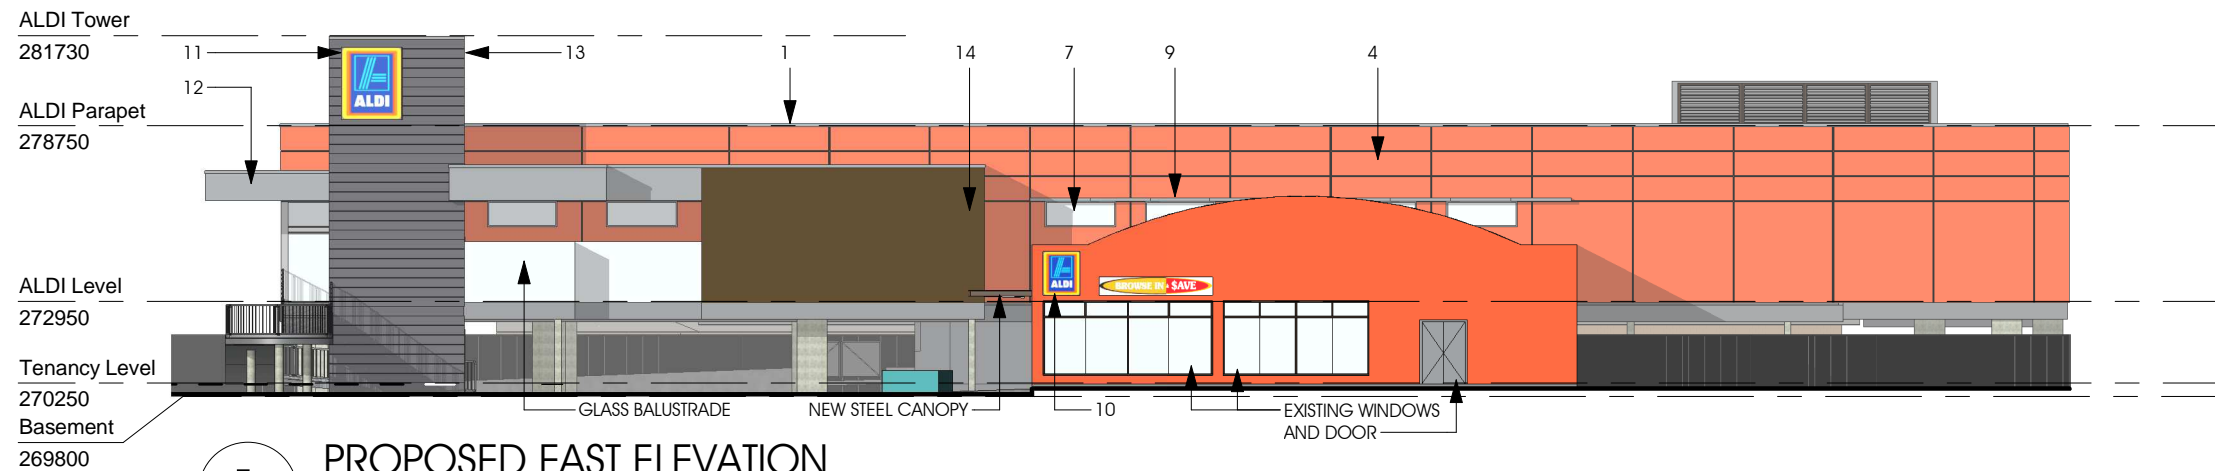 ALDI Tower
281730
11
13
1
14
7
9
4
12
ALDI
ALDI Parapet
278750
ALDI Level
272950
ALDI
BROWSE IN & SAVE
Tenancy Level
270250
GLASS BALUSTRADE
NEW STEEL CANOPY
10
EXISTING WINDOWS
AND DOOR
Basement
269800
PROPOSED EAST ELEVATION